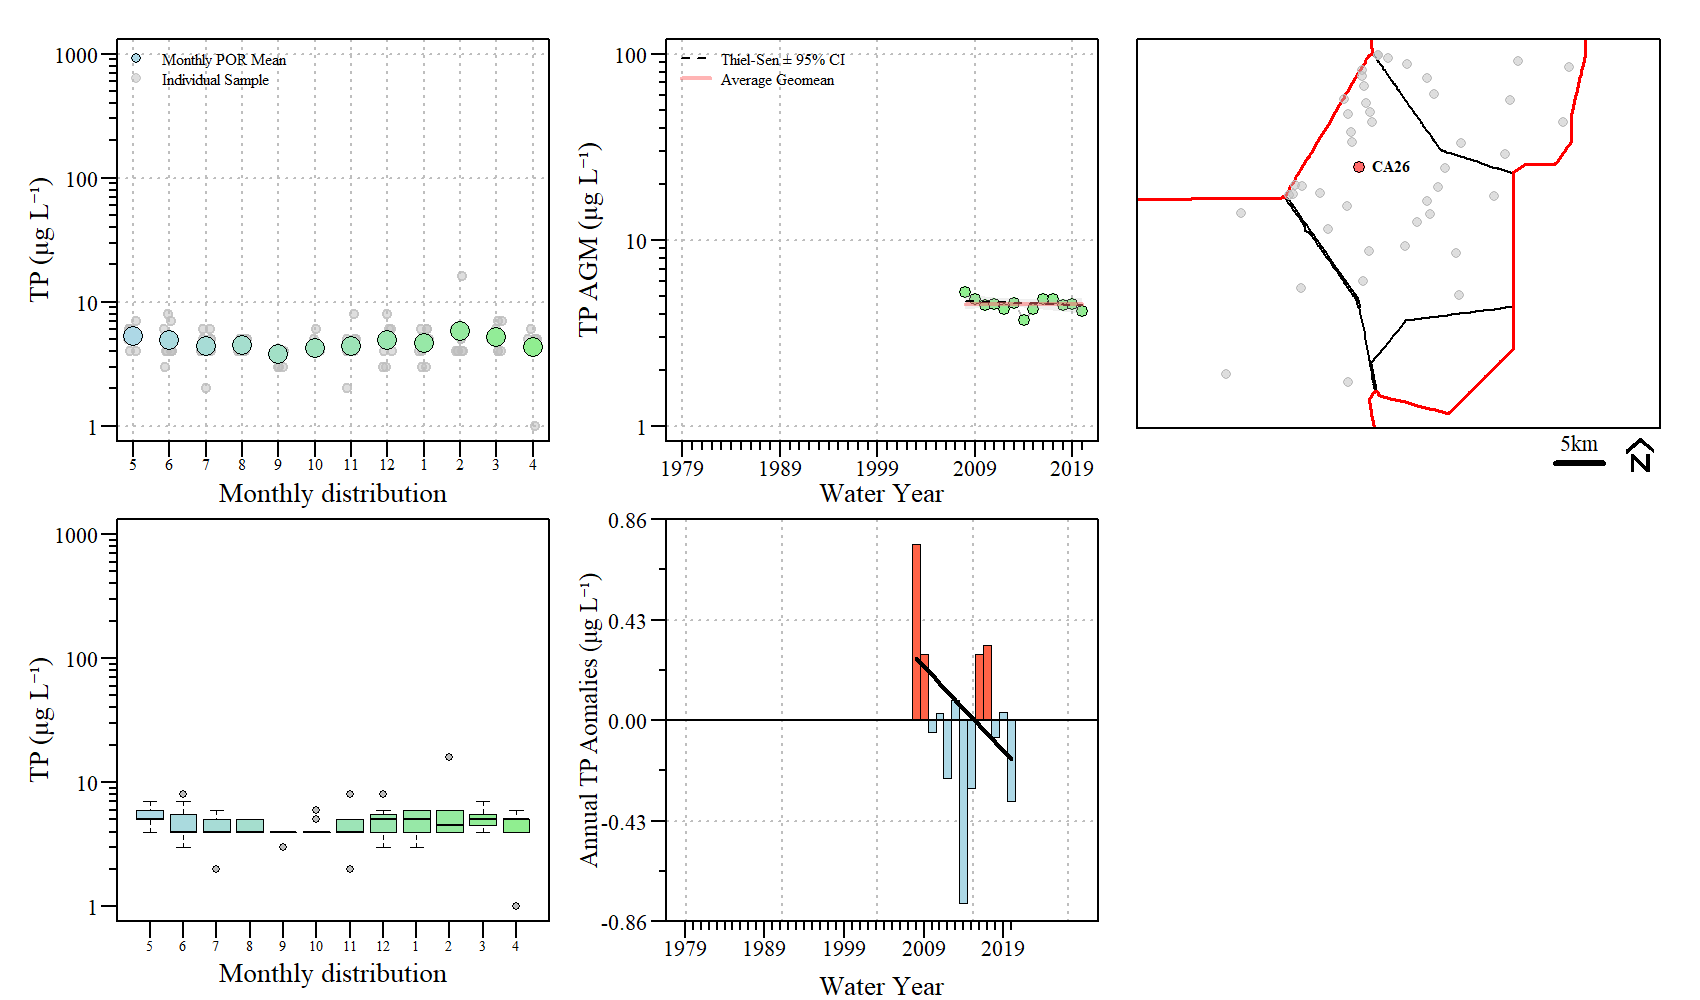 1000
100
10
1
TP (µg L⁻¹)
Monthly POR Mean
Individual Sample
5 6 7 8 9 10 11 12 1 2 3 4
Monthly distribution
100
10
1
TP AGM (µg L⁻¹)
Thiel-Sen ± 95% CI
Average Geomean
1979 1989 1999 2009 2019
Water Year
CA26
5km
N
1000
100
10
1
TP (µg L⁻¹)
5 6 7 8 9 10 11 12 1 2 3 4
Monthly distribution
0.86
0.43
0.00
-0.43
-0.86
Annual TP Aomalies (µg L⁻¹)
1979 1989 1999 2009 2019
Water Year